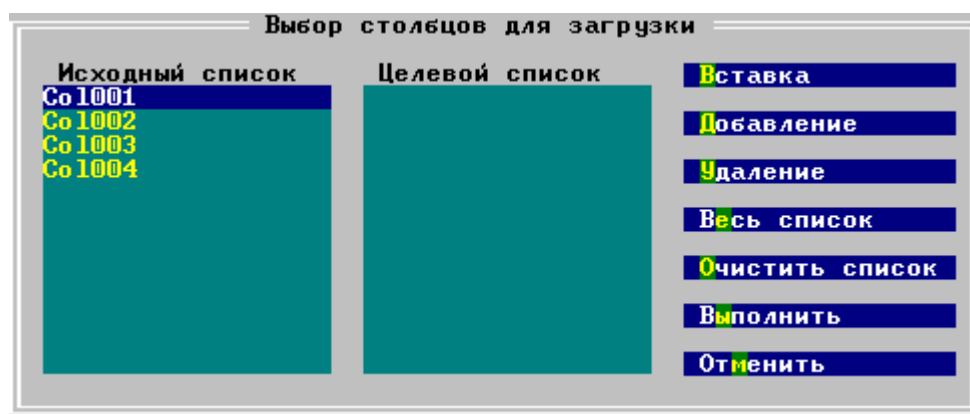 Выбор столбцов для загрузки
Исходный список
Col001
Col002
Col003
Col004
Целевой список
Вставка
Добавление
Удаление
Весь список
Очистить список
Выполнить
Отменить